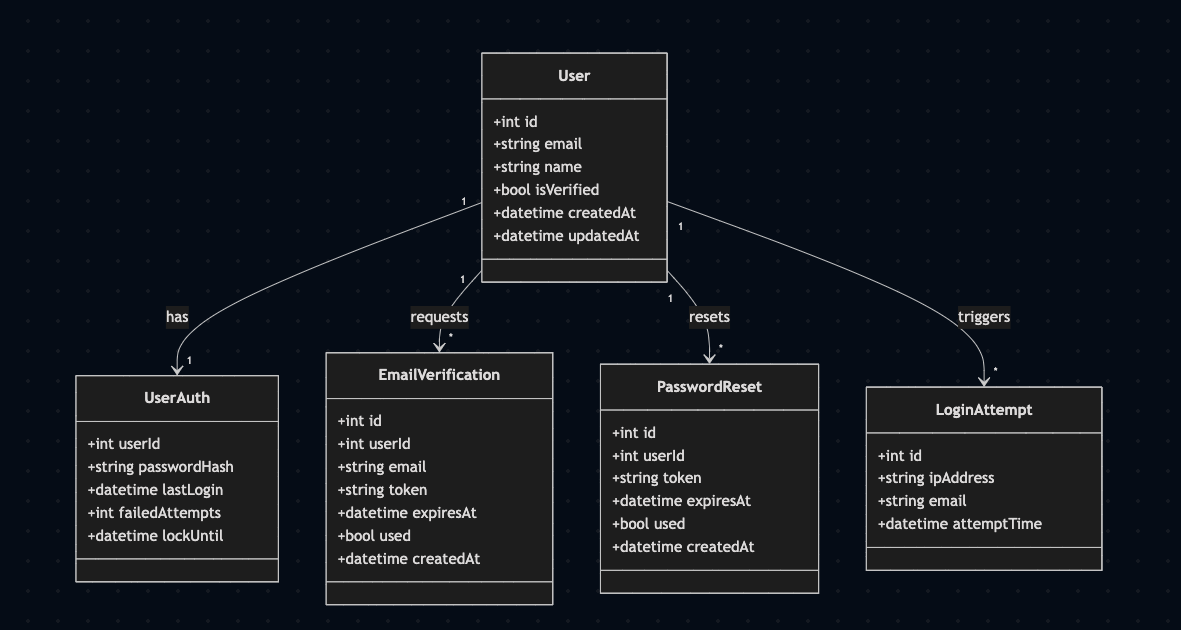 User
+int id
+string email
+string name
+bool isVerified
+datetime createdAt
+datetime updatedAt
1
1
1
1
has
requests
resets
triggers
1
*
*
*
UserAuth
+int userId
+string passwordHash
+datetime lastLogin
+int failedAttempts
+datetime lockUntil
EmailVerification
+int id
+int userId
+string email
+string token
+datetime expiresAt
+bool used
+datetime createdAt
PasswordReset
+int id
+int userId
+string token
+datetime expiresAt
+bool used
+datetime createdAt
LoginAttempt
+int id
+string ipAddress
+string email
+datetime attemptTime